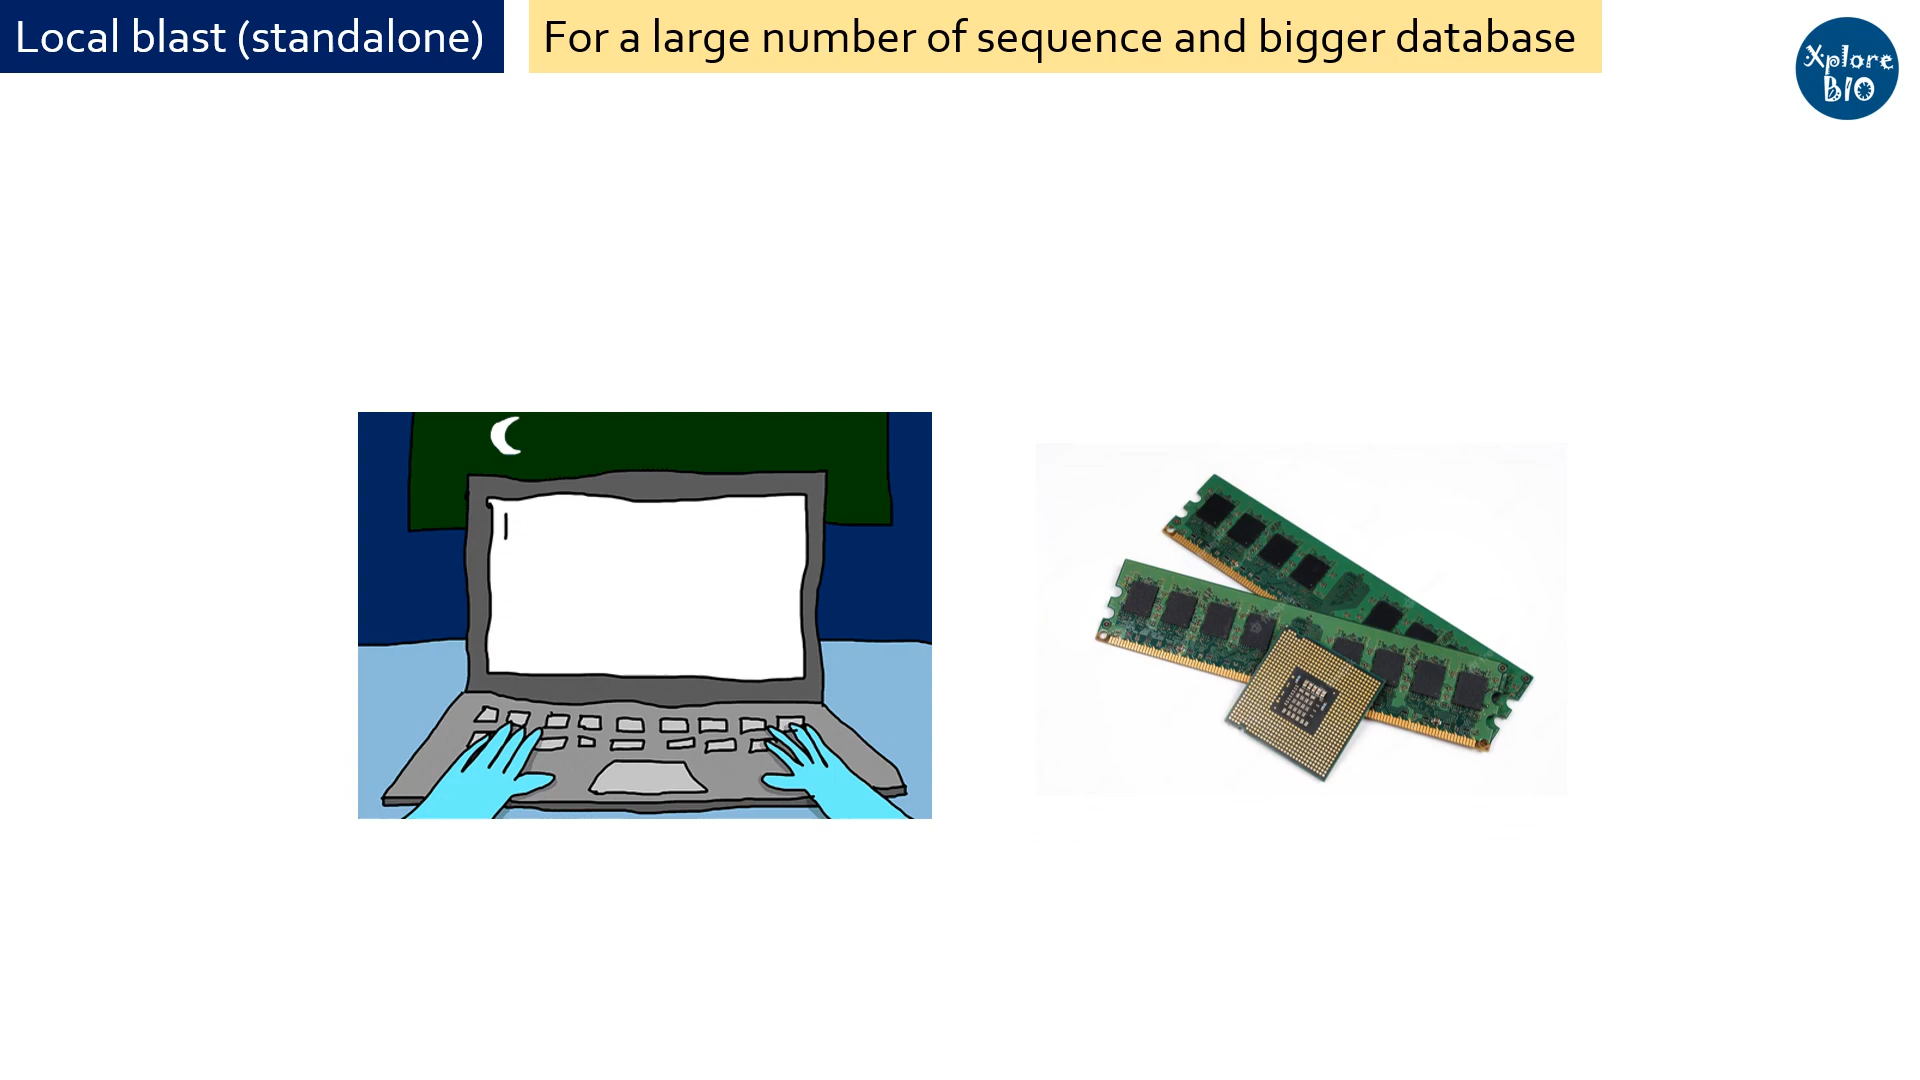 Local blast (standalone)
For a large number of sequence and bigger database
Xplore
BIO